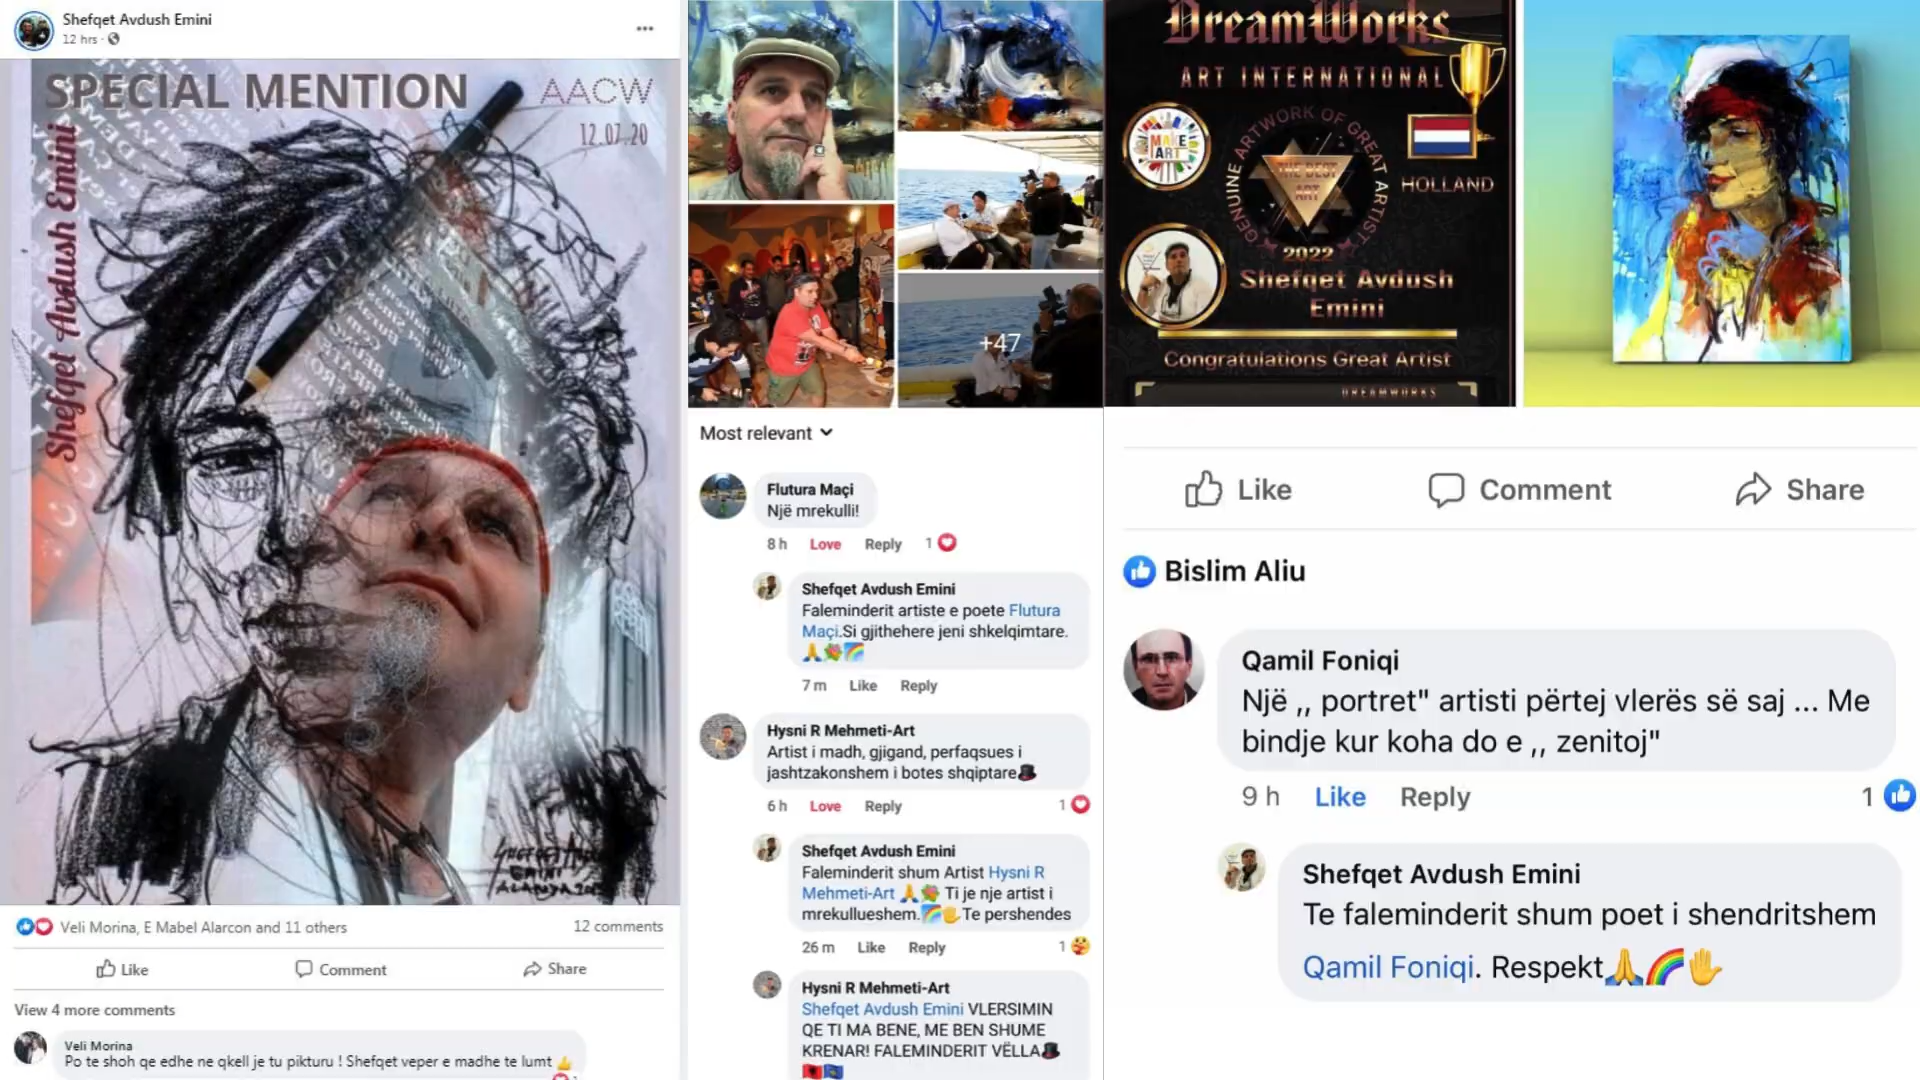 Shefqet Avdush Emini
12 hrs ·
SPECIAL MENTION
AACW
12.07.20
Shefqet Avdush Emini
SHEFQET
EMINI
ALANYA
Veli Morina, E Mabel Alarcon and 11 others
12 comments
Like
Comment
Share
View 4 more comments
Veli Morina
Po te shoh qe edhe ne qkell je tu pikturu ! Shefqet veper e madhe te lumt 👍
+47
Most relevant
Flutura Maçi
Një mrekulli!
8 h Love Reply 1
Shefqet Avdush Emini
Faleminderit artiste e poete Flutura
Maçi.Si gjithehere jeni shkelqimtare.
🙏💐🌈
7 m Like Reply
Hysni R Mehmeti-Art
Artist i madh, gjigand, perfaqsues i
jashtzakonshem i botes shqiptare🎩
6 h Love Reply 1
Shefqet Avdush Emini
Faleminderit shum Artist Hysni R
Mehmeti-Art 🙏💐 Ti je nje artist i
mrekullueshem.🌈✋Te pershendes
26 m Like Reply 1
Hysni R Mehmeti-Art
Shefqet Avdush Emini VLERSIMIN
QE TI MA BENE, ME BEN SHUME
KRENAR! FALEMINDERIT VËLLA🎩
🇦🇱🇽🇰
DreamWorks
ART INTERNATIONAL
MAKE
ART
GENUINE ARTWORK OF GREAT ARTIST
THE BEST
ART
HOLLAND
2022
Shefqet Avdush
Emini
Congratulations Great Artist
DREAMWORKS
Like
Comment
Share
Bislim Aliu
Qamil Foniqi
Një ,, portret" artisti përtej vlerës së saj ... Me
bindje kur koha do e ,, zenitoj"
9 h Like Reply 1
Shefqet Avdush Emini
Te faleminderit shum poet i shendritshem
Qamil Foniqi. Respekt🙏🌈✋